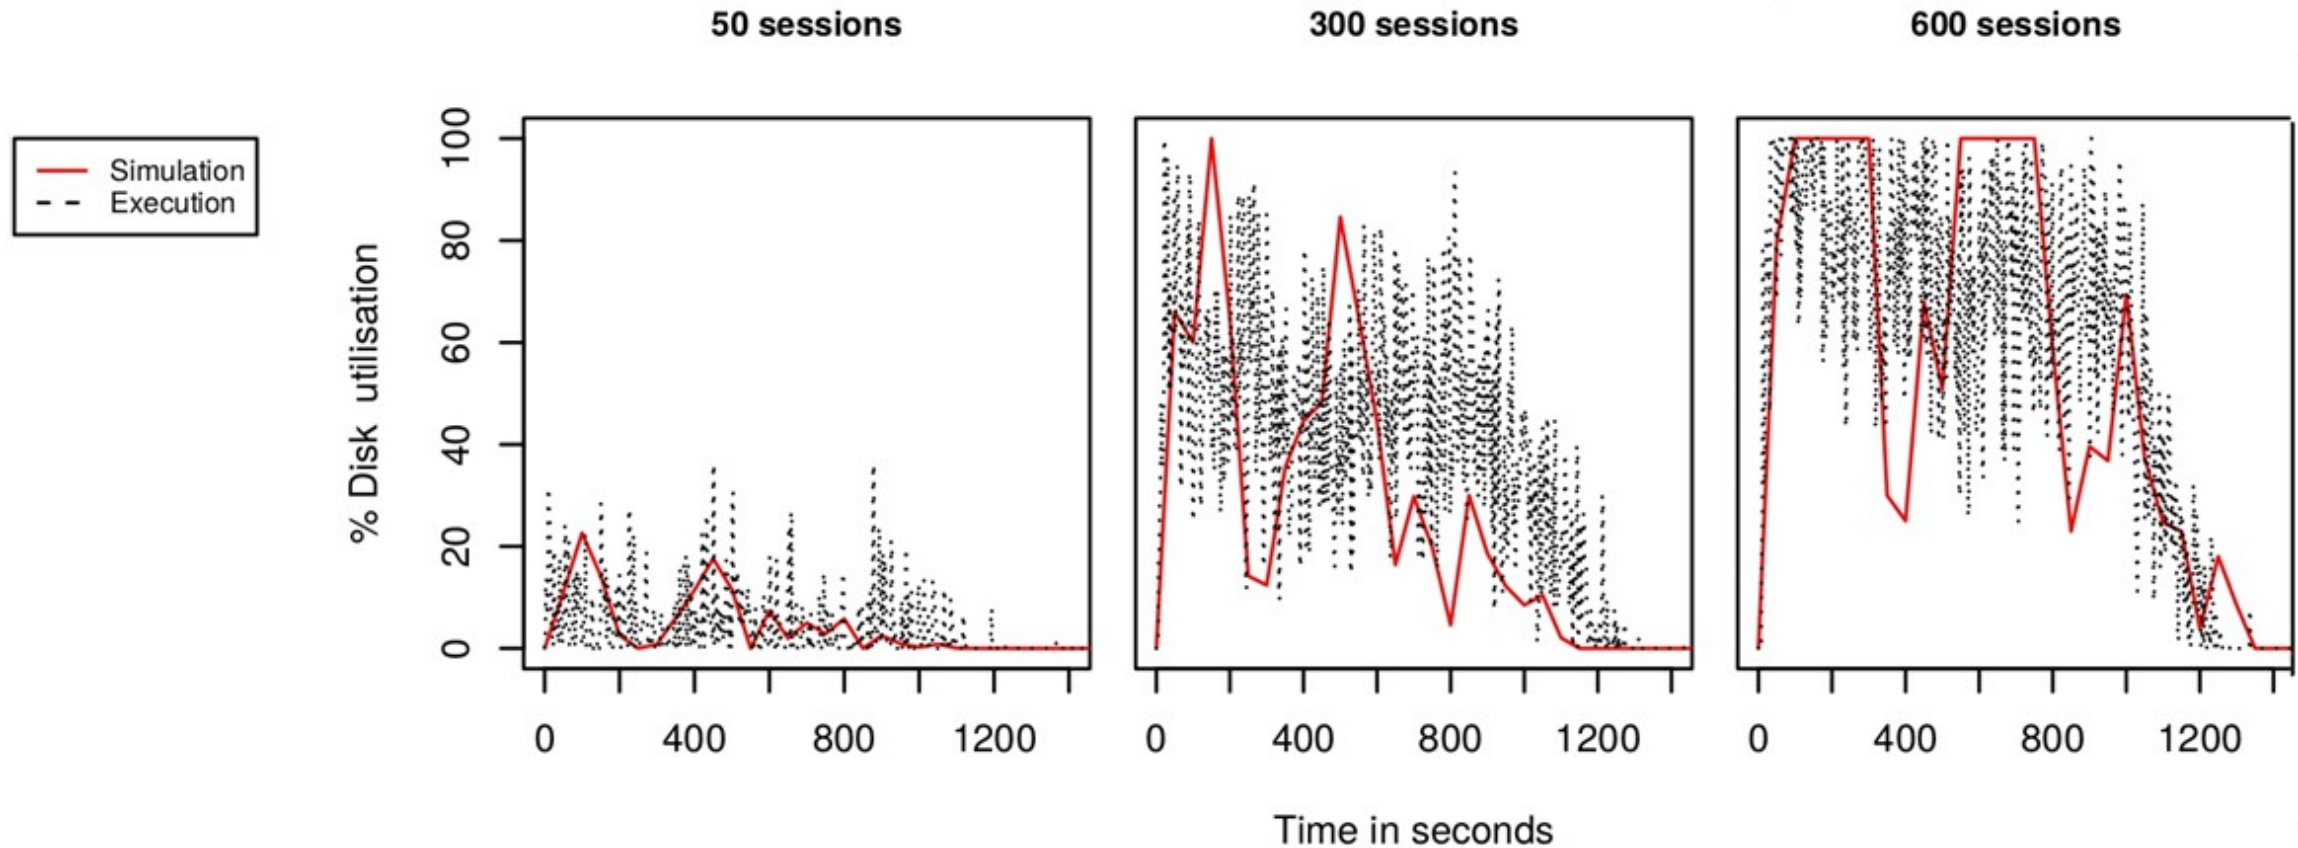 50 sessions 300 sessions 600 sessions
Simulation
Execution
% Disk utilisation
100
80
60
40
20
0
0 400 800 1200 0 400 800 1200 0 400 800 1200
Time in seconds